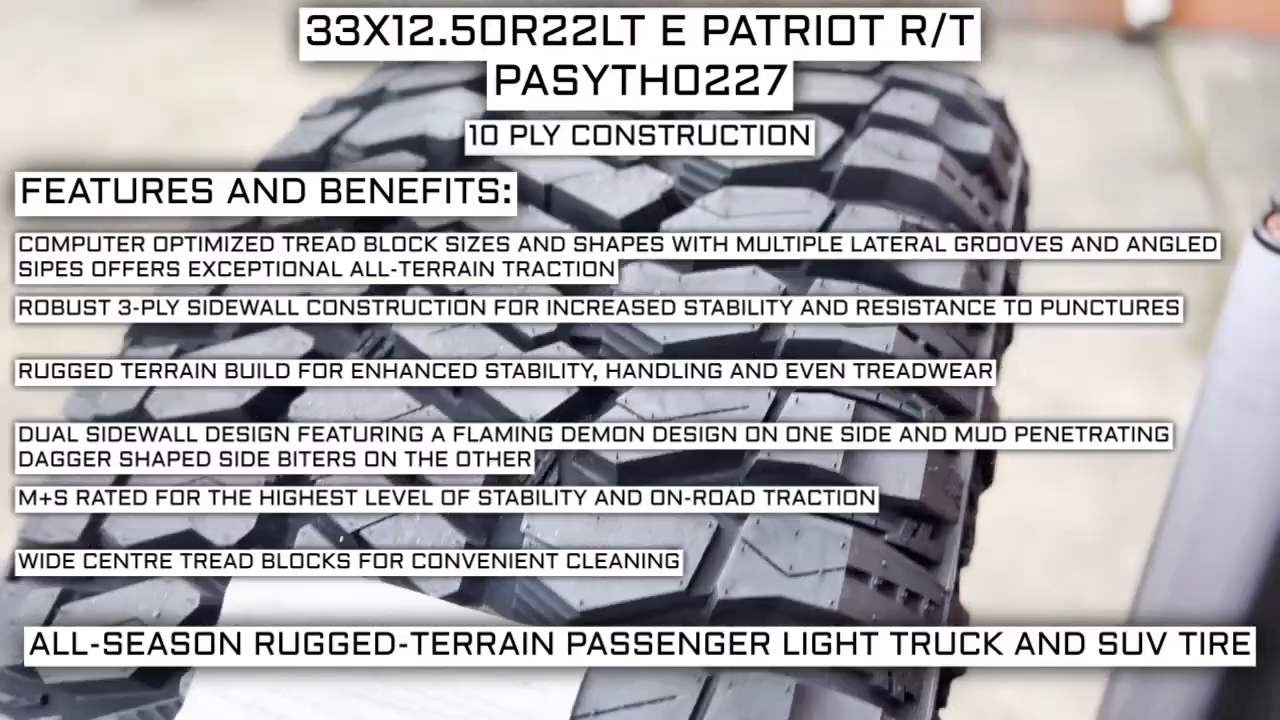 33X12.50R22LT E PATRIOT R/T
PASYTH0227
10 PLY CONSTRUCTION
FEATURES AND BENEFITS:
COMPUTER OPTIMIZED TREAD BLOCK SIZES AND SHAPES WITH MULTIPLE LATERAL GROOVES AND ANGLED
SIPES OFFERS EXCEPTIONAL ALL-TERRAIN TRACTION
ROBUST 3-PLY SIDEWALL CONSTRUCTION FOR INCREASED STABILITY AND RESISTANCE TO PUNCTURES
RUGGED TERRAIN BUILD FOR ENHANCED STABILITY, HANDLING AND EVEN TREADWEAR
DUAL SIDEWALL DESIGN FEATURING A FLAMING DEMON DESIGN ON ONE SIDE AND MUD PENETRATING
DAGGER SHAPED SIDE BITERS ON THE OTHER
M+S RATED FOR THE HIGHEST LEVEL OF STABILITY AND ON-ROAD TRACTION
WIDE CENTRE TREAD BLOCKS FOR CONVENIENT CLEANING
ALL-SEASON RUGGED-TERRAIN PASSENGER LIGHT TRUCK AND SUV TIRE